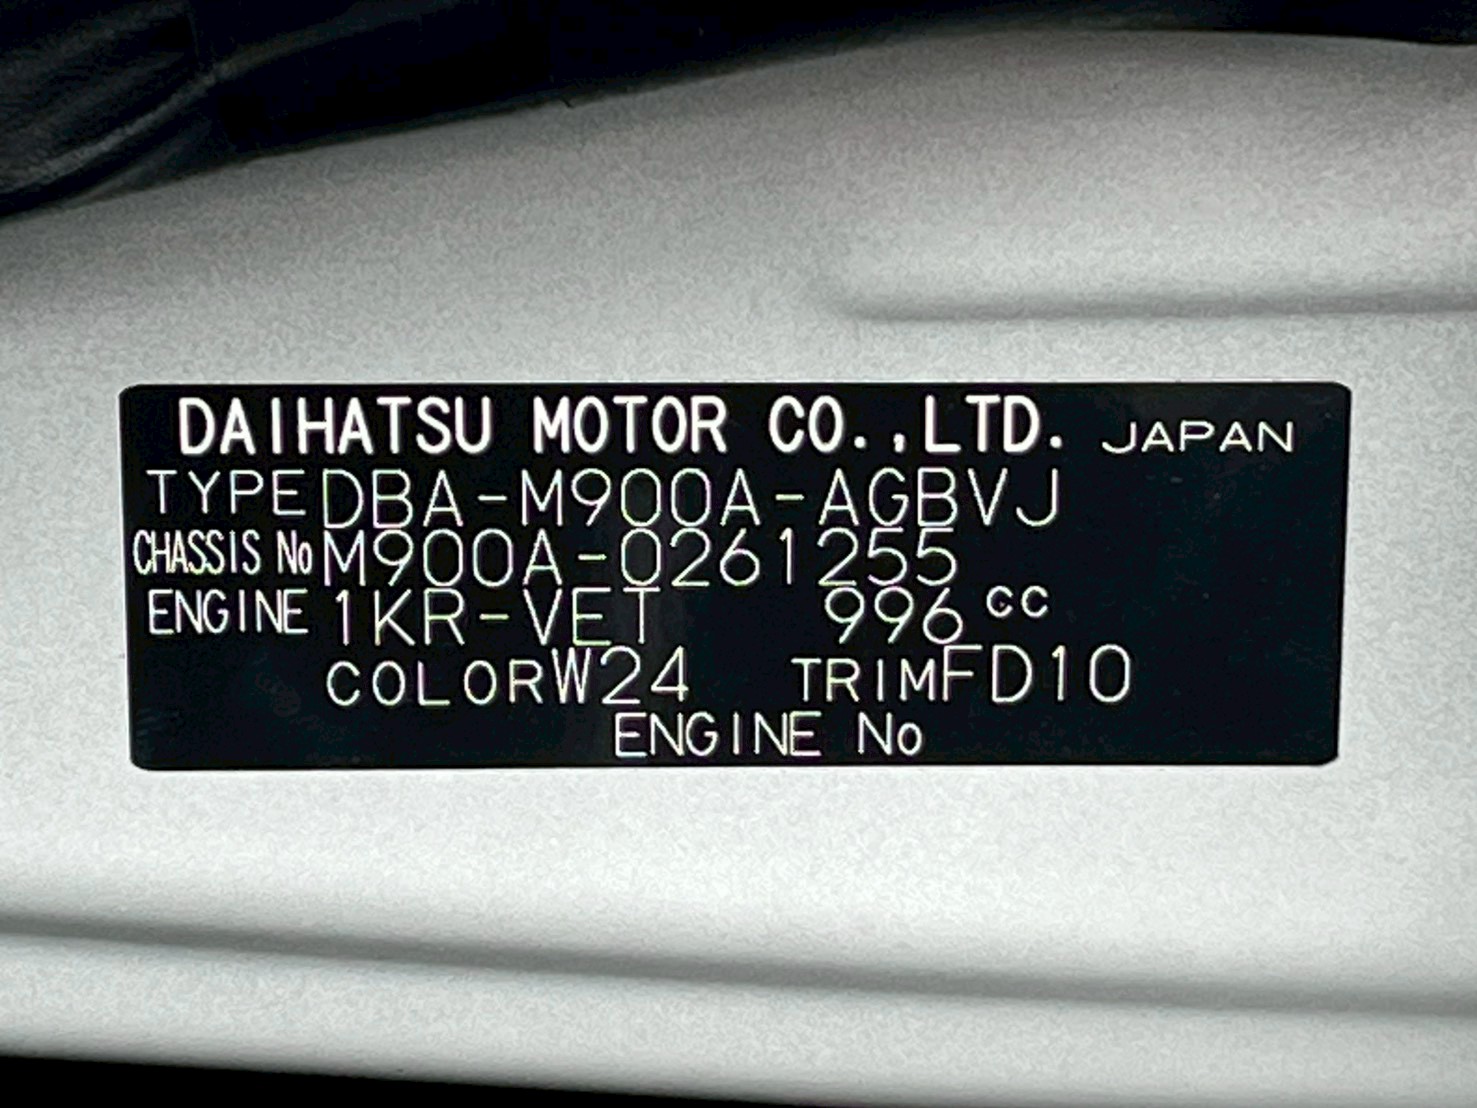 DAIHATSU MOTOR CO.,LTD. JAPAN
TYPE DBA-M900A-AGBVJ
CHASSIS No M900A-0261255
ENGINE 1KR-VET 996 cc
COLOR W24 TRIM FD10
ENGINE No